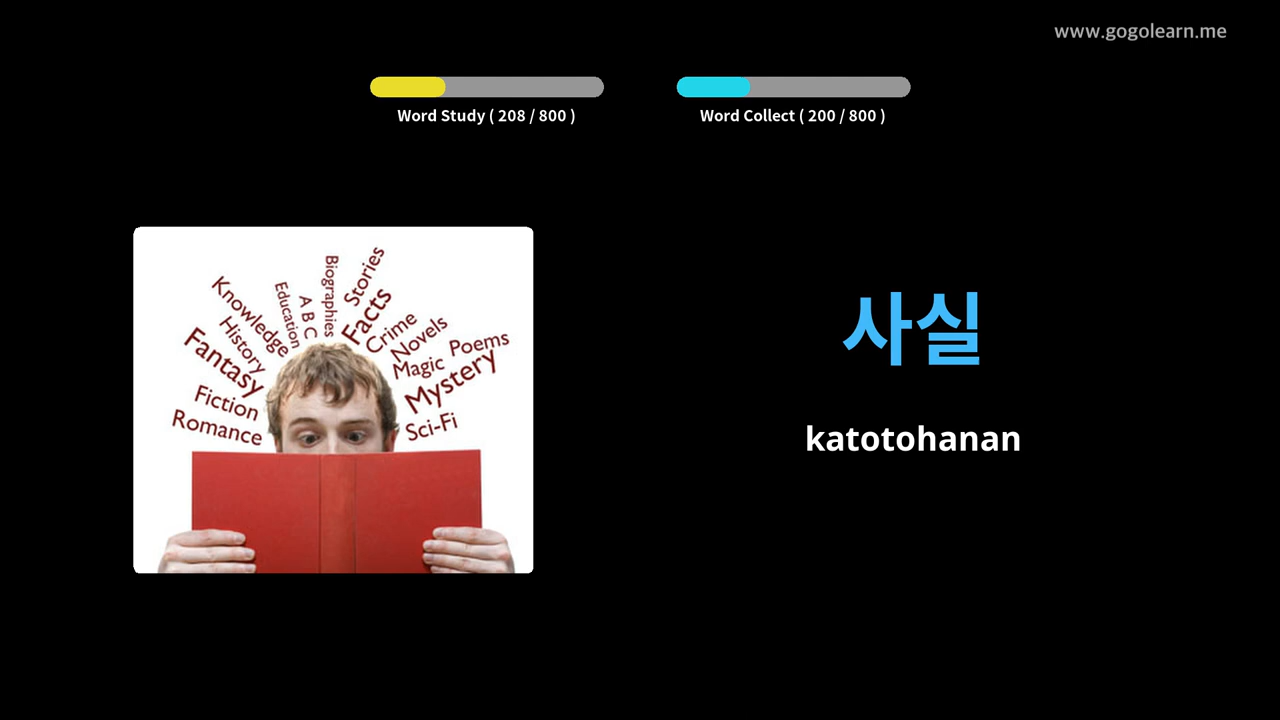 www.gogolearn.me
Word Study ( 208 / 800 )
Word Collect ( 200 / 800 )
Romance
Fiction
Fantasy
History
Knowledge
Education
A B C
Biographies
Stories
Facts
Crime
Novels
Magic
Poems
Mystery
Sci-Fi
사실
katotohanan